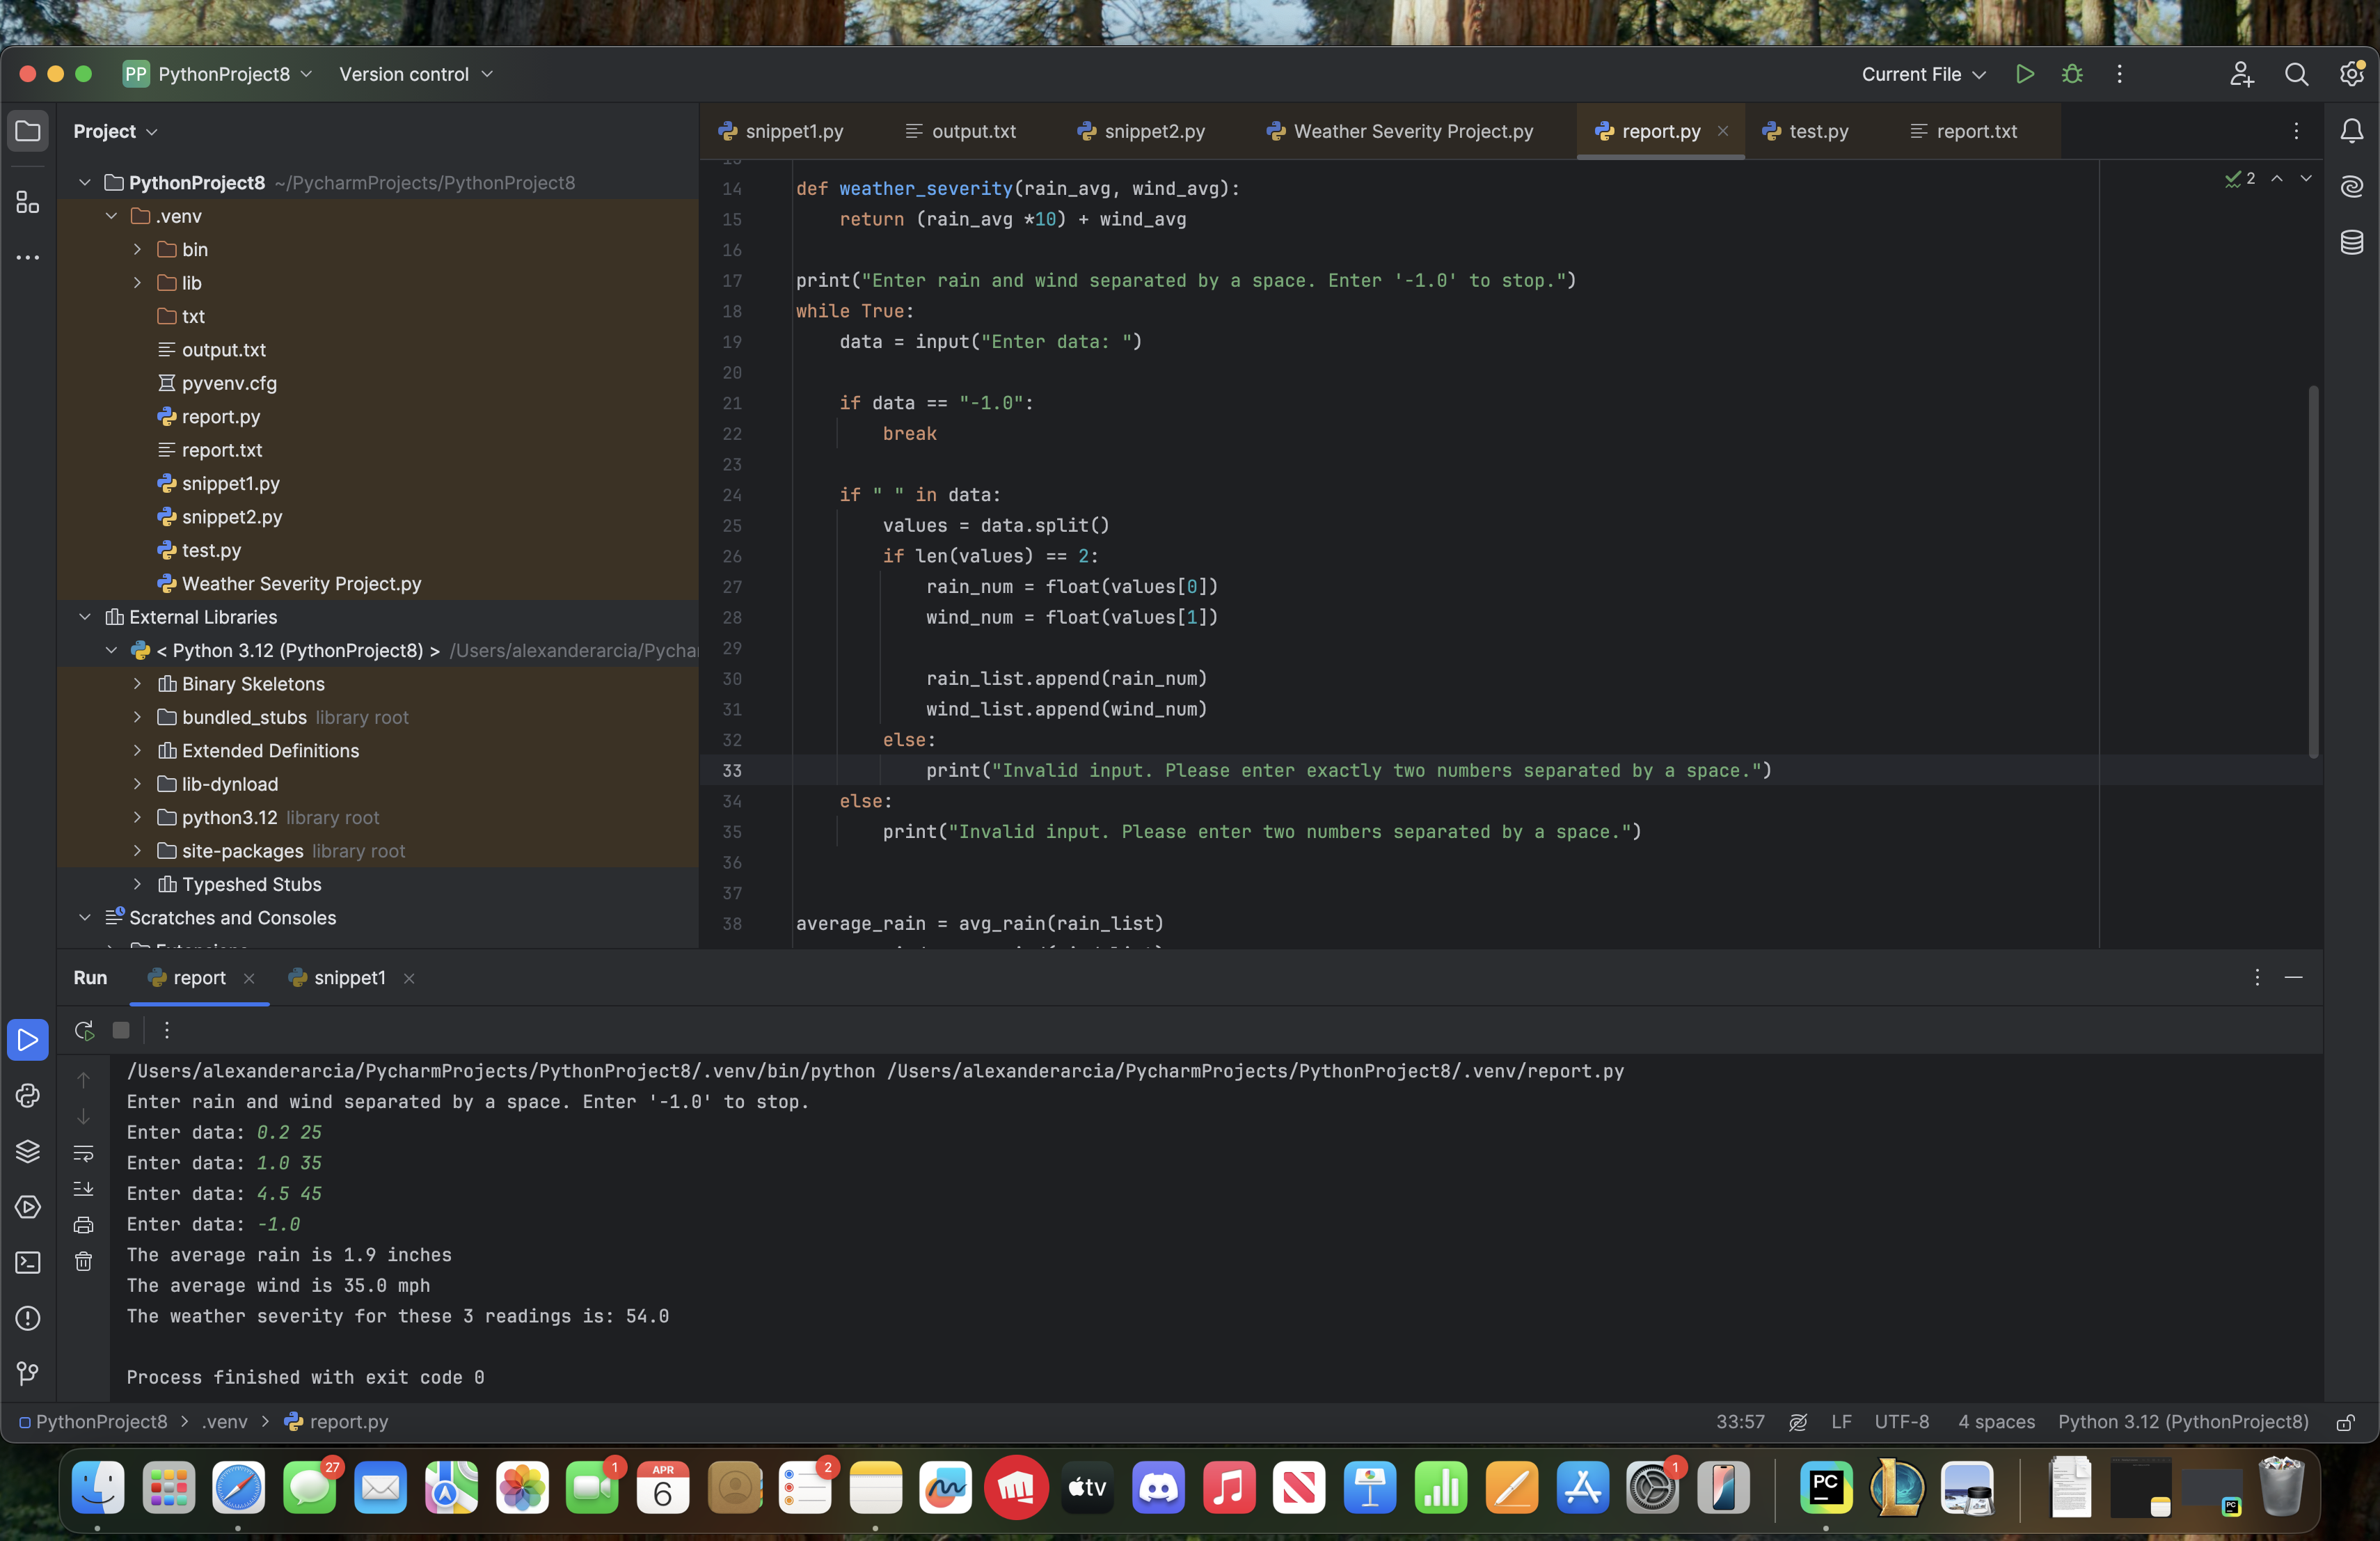 PP PythonProject8 Version control Current File
Project
snippet1.py output.txt snippet2.py Weather Severity Project.py report.py test.py report.txt
PythonProject8 ~/PycharmProjects/PythonProject8
.venv
bin
lib
txt
output.txt
pyvenv.cfg
report.py
report.txt
snippet1.py
snippet2.py
test.py
Weather Severity Project.py
External Libraries
< Python 3.12 (PythonProject8) > /Users/alexanderarcia/Pychar
Binary Skeletons
bundled_stubs library root
Extended Definitions
lib-dynload
python3.12 library root
site-packages library root
Typeshed Stubs
Scratches and Consoles
2
14 def weather_severity(rain_avg, wind_avg):
15 return (rain_avg *10) + wind_avg
16
17 print("Enter rain and wind separated by a space. Enter '-1.0' to stop.")
18 while True:
19 data = input("Enter data: ")
20
21 if data == "-1.0":
22 break
23
24 if " " in data:
25 values = data.split()
26 if len(values) == 2:
27 rain_num = float(values[0])
28 wind_num = float(values[1])
29
30 rain_list.append(rain_num)
31 wind_list.append(wind_num)
32 else:
33 print("Invalid input. Please enter exactly two numbers separated by a space.")
34 else:
35 print("Invalid input. Please enter two numbers separated by a space.")
36
37
38 average_rain = avg_rain(rain_list)
Run report snippet1
/Users/alexanderarcia/PycharmProjects/PythonProject8/.venv/bin/python /Users/alexanderarcia/PycharmProjects/PythonProject8/.venv/report.py
Enter rain and wind separated by a space. Enter '-1.0' to stop.
Enter data: 0.2 25
Enter data: 1.0 35
Enter data: 4.5 45
Enter data: -1.0
The average rain is 1.9 inches
The average wind is 35.0 mph
The weather severity for these 3 readings is: 54.0
Process finished with exit code 0
PythonProject8 > .venv > report.py 33:57 LF UTF-8 4 spaces Python 3.12 (PythonProject8)
27 1 APR 6 2 tv 1 PC